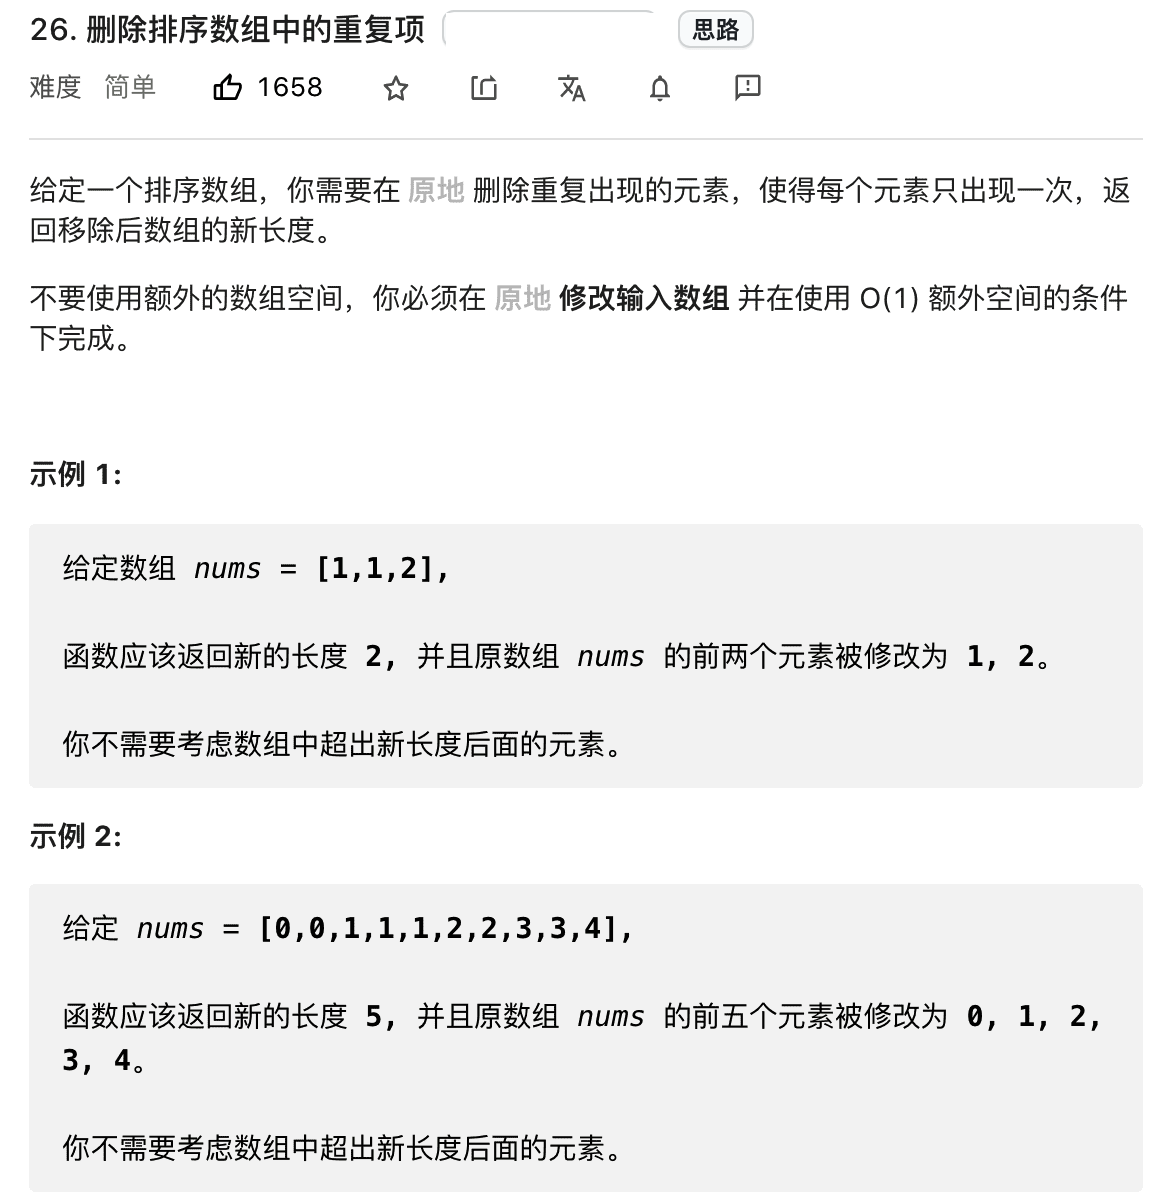 26. 删除排序数组中的重复项 思路
难度 简单 1658
给定一个排序数组，你需要在 原地 删除重复出现的元素，使得每个元素只出现一次，返
回移除后数组的新长度。
不要使用额外的数组空间，你必须在 原地 修改输入数组 并在使用 O(1) 额外空间的条件
下完成。
示例 1:
给定数组 nums = [1,1,2],
函数应该返回新的长度 2, 并且原数组 nums 的前两个元素被修改为 1, 2。
你不需要考虑数组中超出新长度后面的元素。
示例 2:
给定 nums = [0,0,1,1,1,2,2,3,3,4],
函数应该返回新的长度 5, 并且原数组 nums 的前五个元素被修改为 0, 1, 2,
3, 4。
你不需要考虑数组中超出新长度后面的元素。